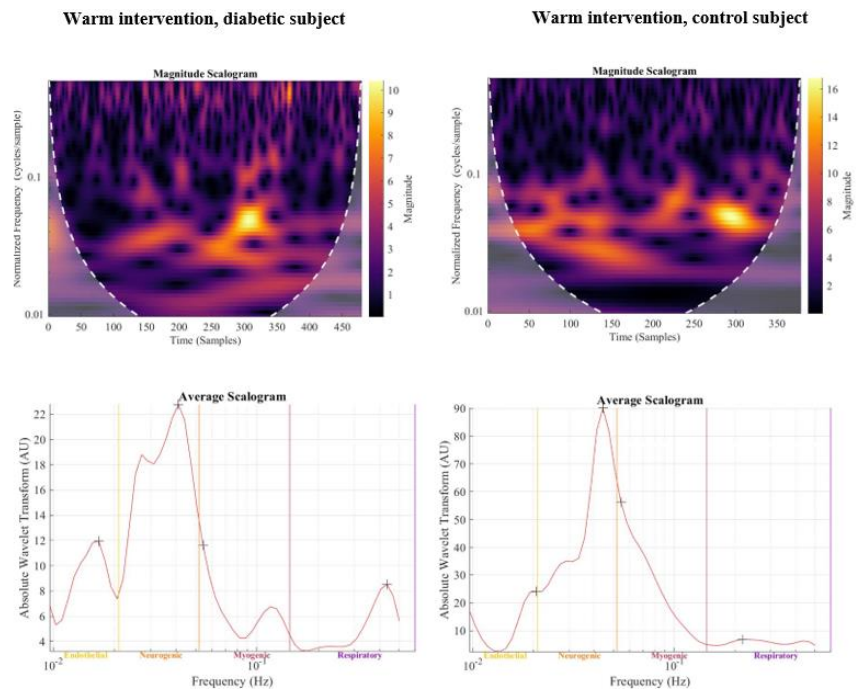 Warm intervention, diabetic subject
Warm intervention, control subject
Magnitude Scalogram
Normalized Frequency (cycles/sample)
0.1
0.01
0 50 100 150 200 250 300 350 400 450
Time (Samples)
10
9
8
7
6
5
4
3
2
1
Magnitude
Magnitude Scalogram
Normalized Frequency (cycles/sample)
0.1
0.01
0 50 100 150 200 250 300 350
Time (Samples)
16
14
12
10
8
6
4
2
Magnitude
Average Scalogram
Absolute Wavelet Transform (AU)
22
20
18
16
14
12
10
8
6
4
Endothelial Neurogenic Myogenic Respiratory
10⁻² 10⁻¹
Frequency (Hz)
Average Scalogram
Absolute Wavelet Transform (AU)
90
80
70
60
50
40
30
20
10
Endothelial Neurogenic Myogenic Respiratory
10⁻² 10⁻¹
Frequency (Hz)